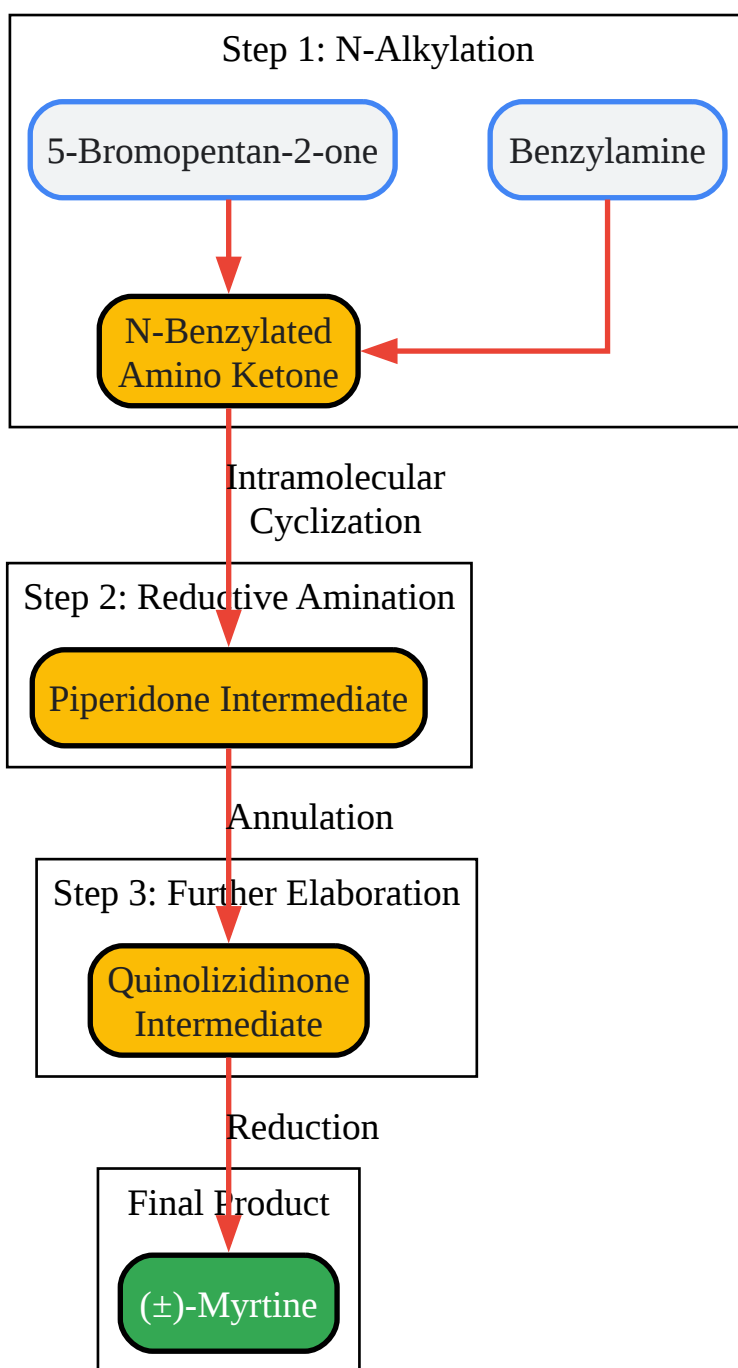 Step 1: N-Alkylation
5-Bromopentan-2-one
Benzylamine
N-Benzylated
Amino Ketone
Intramolecular
Cyclization
Step 2: Reductive Amination
Piperidone Intermediate
Annulation
Step 3: Further Elaboration
Quinolizidinone
Intermediate
Reduction
Final Product
(±)-Myrtine